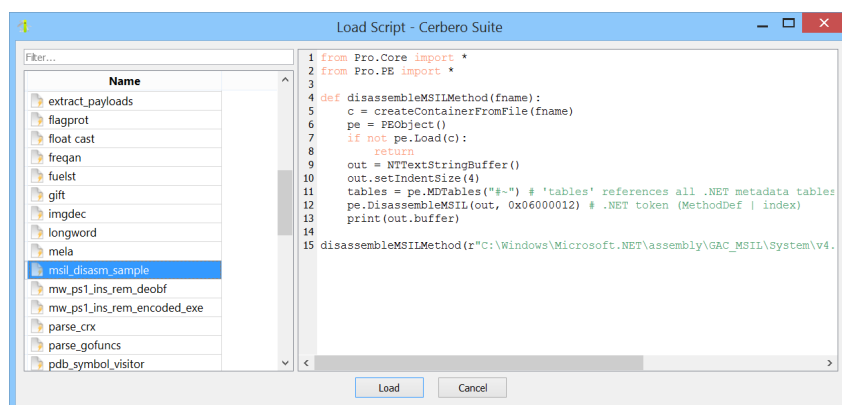 Load Script - Cerbero Suite
Filter...
Name
extract_payloads
flagprot
float cast
freqan
fuelst
gift
imgdec
longword
mela
msil_disasm_sample
mw_ps1_ins_rem_deobf
mw_ps1_ins_rem_encoded_exe
parse_crx
parse_gofuncs
pdb_symbol_visitor
1 from Pro.Core import *
2 from Pro.PE import *
3
4 def disassembleMSILMethod(fname):
5     c = createContainerFromFile(fname)
6     pe = PEObject()
7     if not pe.Load(c):
8         return
9     out = NTTextStringBuffer()
10     out.setIndentSize(4)
11     tables = pe.MDTables("#~") # 'tables' references all .NET metadata tables
12     pe.DisassembleMSIL(out, 0x06000012) # .NET token (MethodDef | index)
13     print(out.buffer)
14
15 disassembleMSILMethod(r"C:\Windows\Microsoft.NET\assembly\GAC_MSIL\System\v4.
Load
Cancel